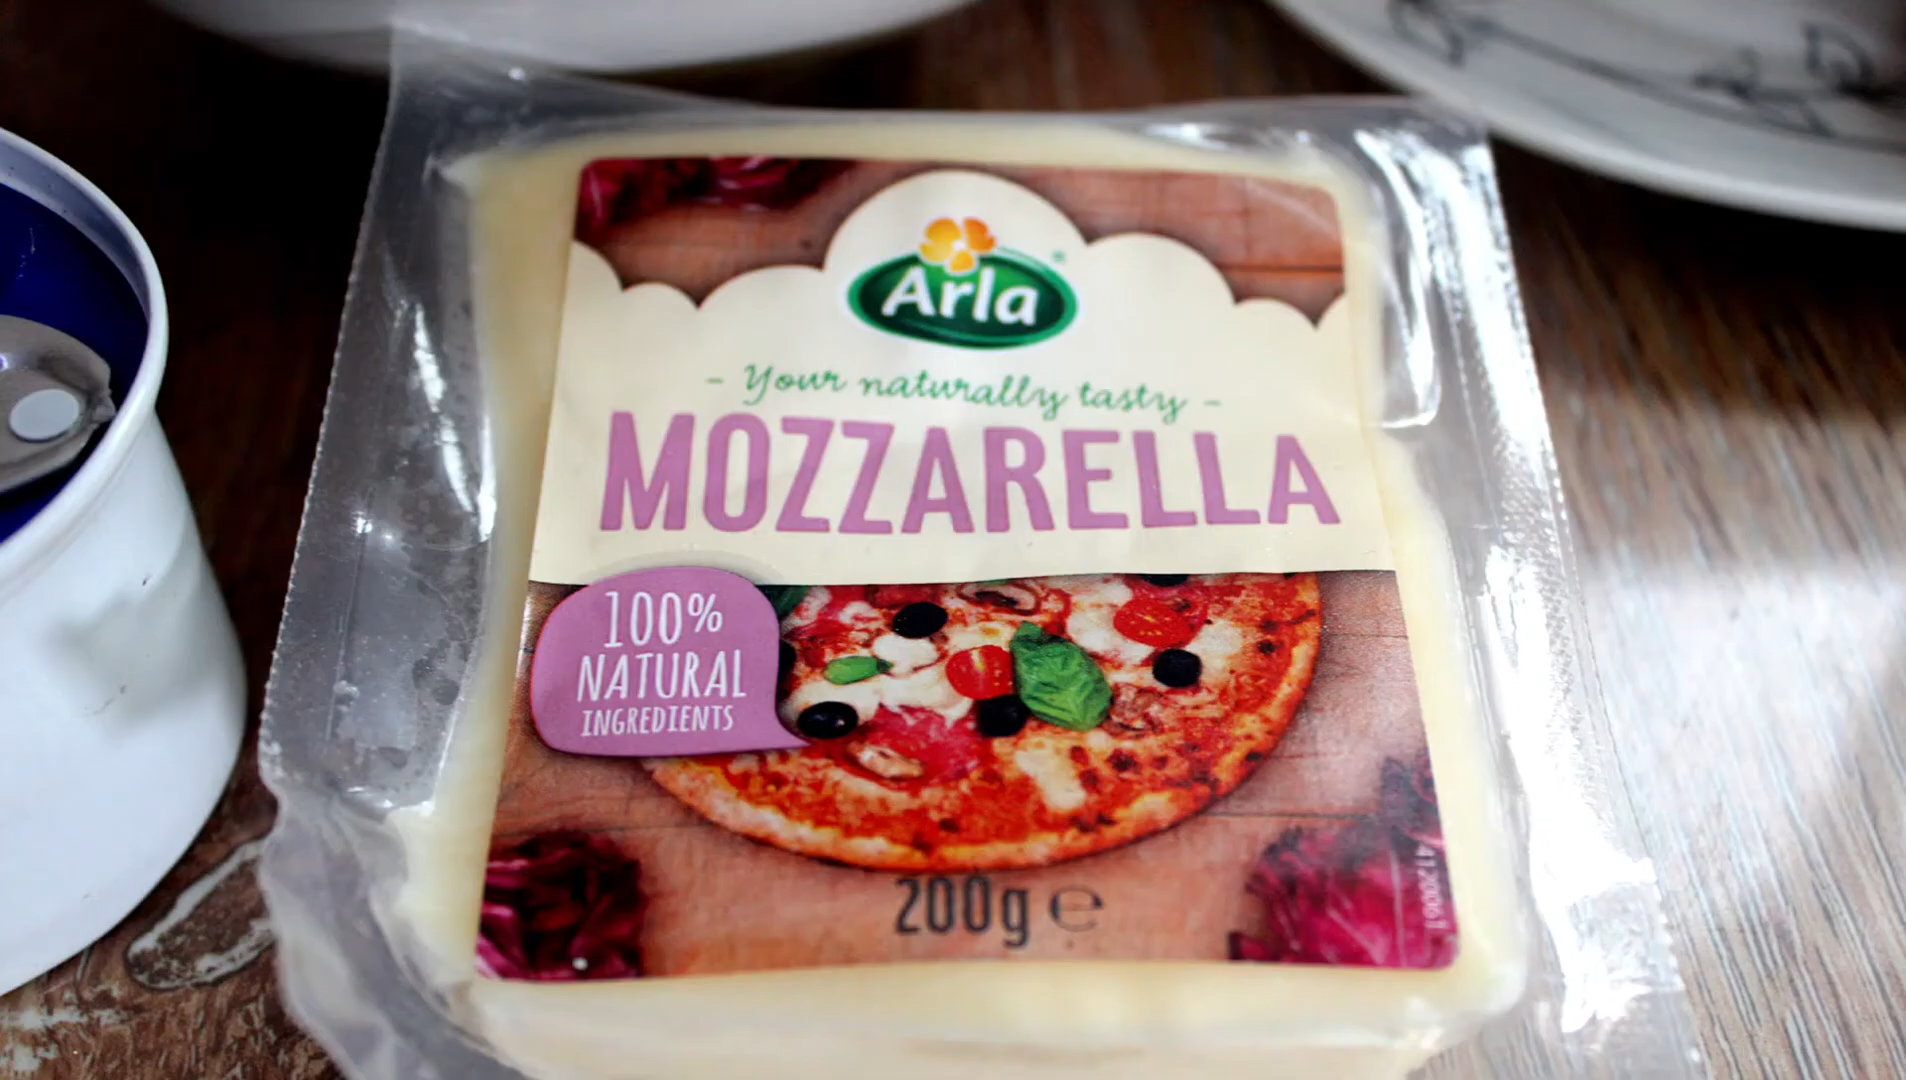 Arla
- Your naturally tasty -
MOZZARELLA
100%
NATURAL
INGREDIENTS
200g ℮